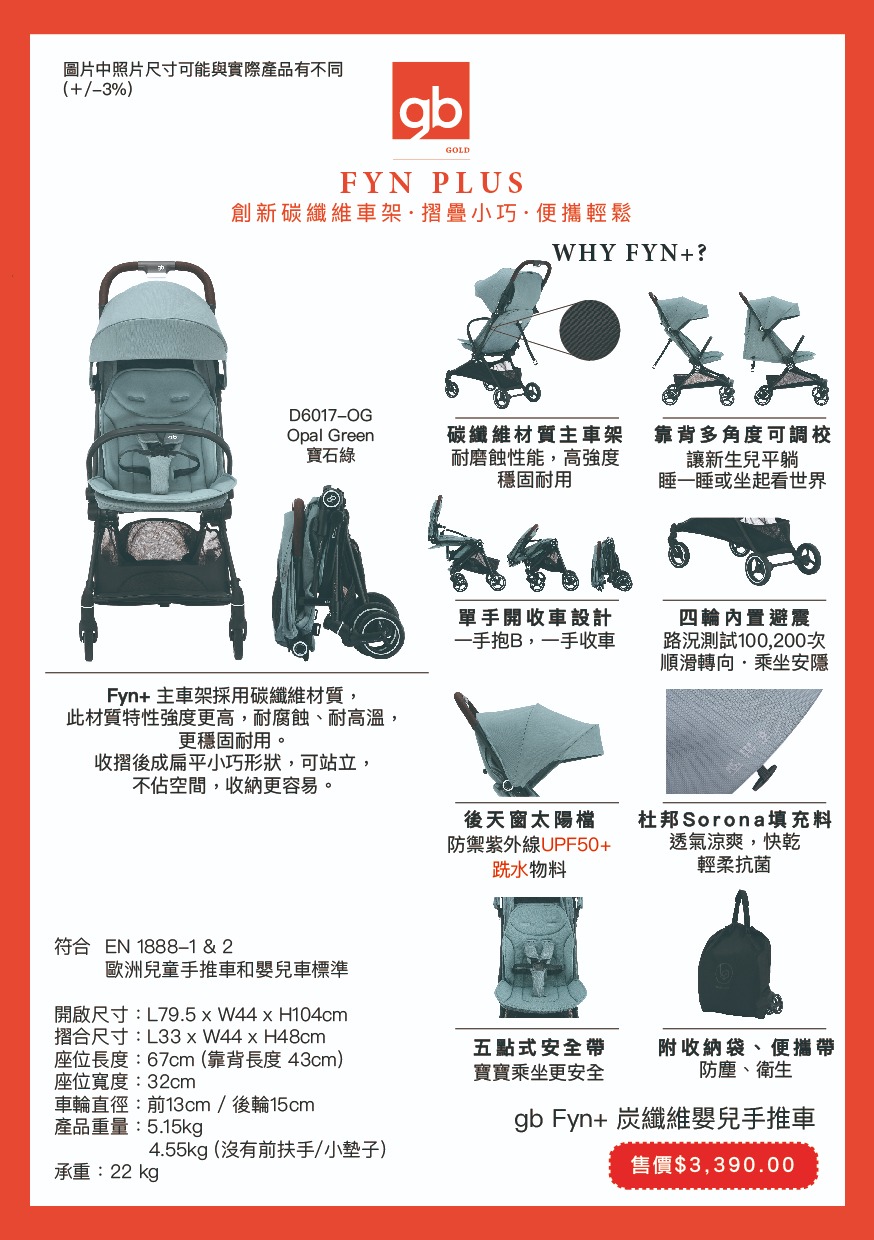 圖片中照片尺寸可能與實際產品有不同
(+/-3%)
gb
GOLD
FYN PLUS
創新碳纖維車架·摺疊小巧·便攜輕鬆
WHY FYN+?
D6017-OG
Opal Green
寶石綠
碳纖維材質主車架
耐磨蝕性能，高強度
穩固耐用
靠背多角度可調校
讓新生兒平躺
睡一睡或坐起看世界
單手開收車設計
一手抱B，一手收車
四輪內置避震
路況測試100,200次
順滑轉向·乘坐安隱
Fyn+ 主車架採用碳纖維材質，
此材質特性強度更高，耐腐蝕、耐高溫，
更穩固耐用。
收摺後成扁平小巧形狀，可站立，
不佔空間，收納更容易。
後天窗太陽檔
防禦紫外線UPF50+
跣水物料
杜邦Sorona填充料
透氣涼爽，快乾
輕柔抗菌
五點式安全帶
寶寶乘坐更安全
附收納袋、便攜帶
防塵、衛生
符合 EN 1888-1 & 2
歐洲兒童手推車和嬰兒車標準
開啟尺寸：L79.5 x W44 x H104cm
摺合尺寸：L33 x W44 x H48cm
座位長度：67cm (靠背長度 43cm)
座位寬度：32cm
車輪直徑：前13cm / 後輪15cm
產品重量：5.15kg
4.55kg (沒有前扶手/小墊子)
承重：22 kg
gb Fyn+ 炭纖維嬰兒手推車
售價$3,390.00